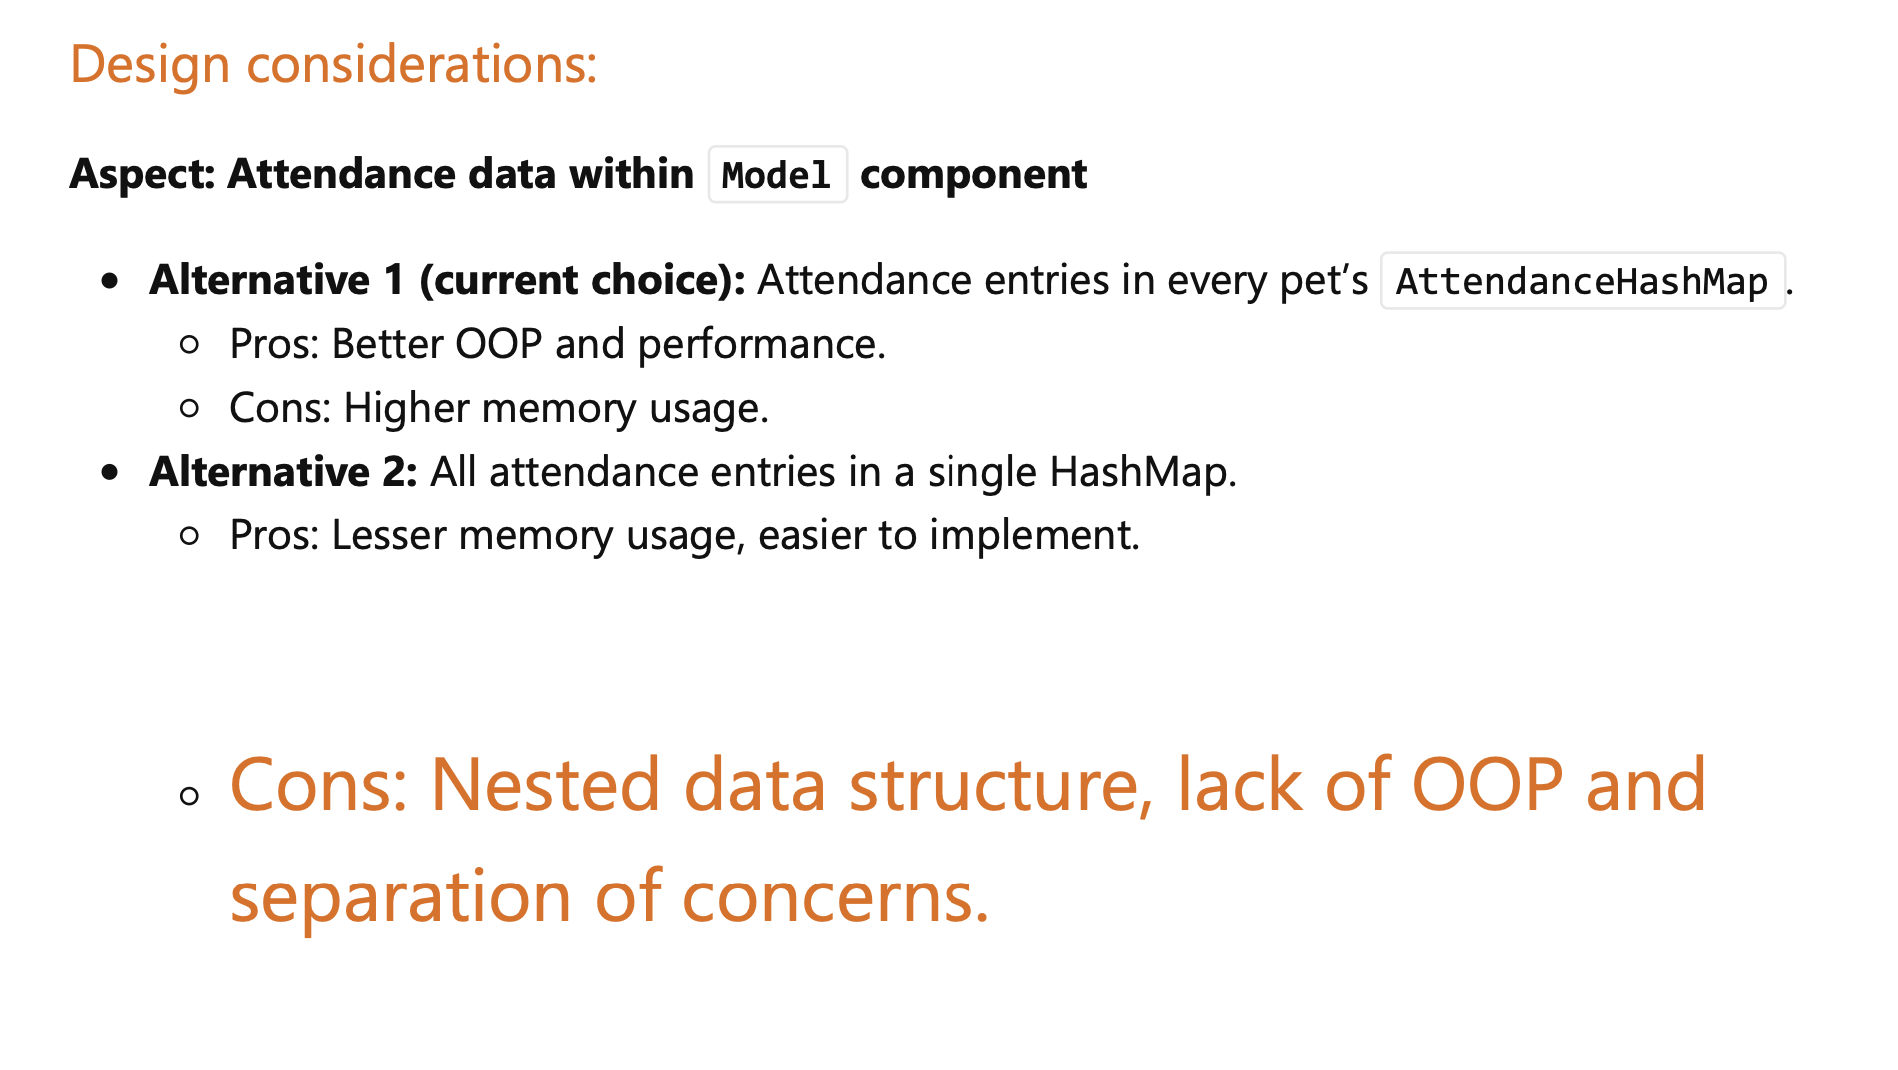 Design considerations:
Aspect: Attendance data within Model component
• Alternative 1 (current choice): Attendance entries in every pet’s AttendanceHashMap.
○ Pros: Better OOP and performance.
○ Cons: Higher memory usage.
• Alternative 2: All attendance entries in a single HashMap.
○ Pros: Lesser memory usage, easier to implement.
○ Cons: Nested data structure, lack of OOP and
separation of concerns.